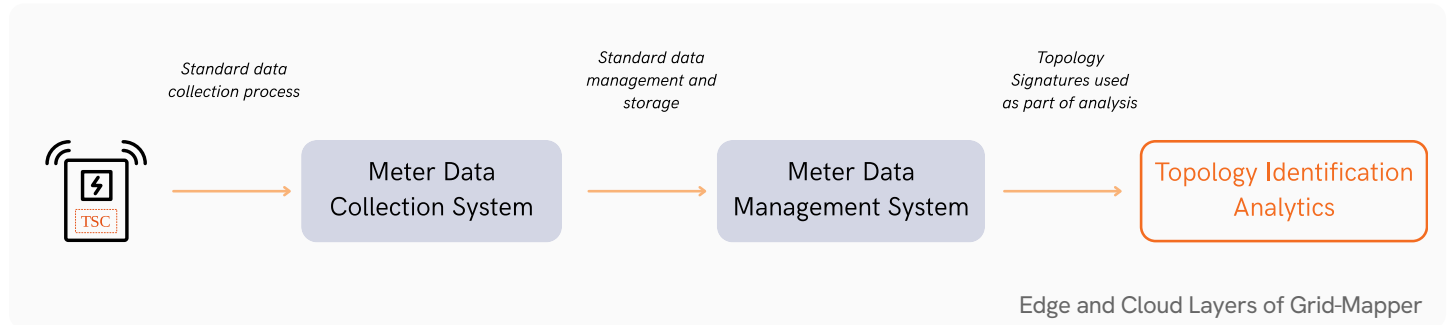 Standard data
collection process
Standard data
management and
storage
Topology
Signatures used
as part of analysis
TSC
Meter Data
Collection System
Meter Data
Management System
Topology Identification
Analytics
Edge and Cloud Layers of Grid-Mapper